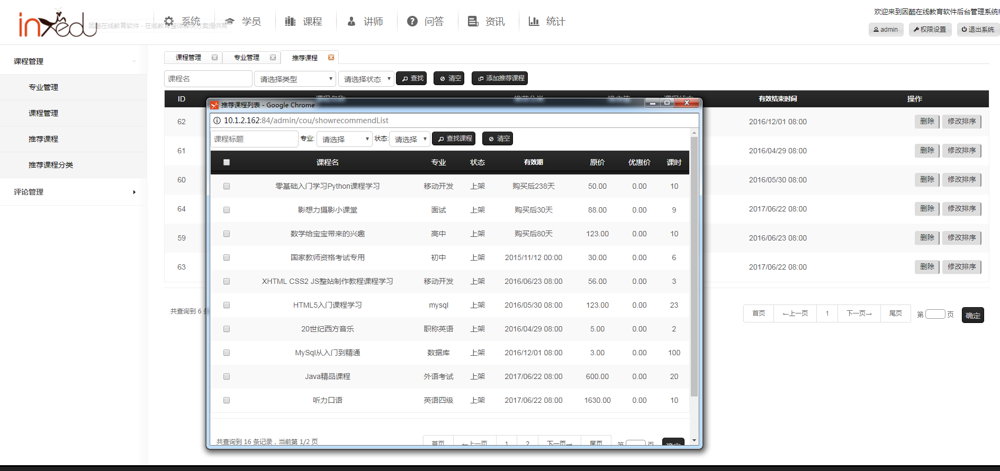 inxedu
因酷在线教育软件 - 在线教育整体解决方案提供商
系统
学员
课程
讲师
问答
资讯
统计
欢迎来到因酷在线教育软件后台管理系统!
admin
权限设置
退出系统
课程管理
专业管理
课程管理
推荐课程
推荐课程分类
评论管理
课程管理
专业管理
推荐课程
课程名
请选择类型
请选择状态
查找
清空
添加推荐课程
ID 有效结束时间 操作
62 2016/12/01 08:00 删除 修改排序
61 2016/04/29 08:00 删除 修改排序
60 2016/05/30 08:00 删除 修改排序
64 2017/06/22 08:00 删除 修改排序
59 2016/06/23 08:00 删除 修改排序
63 2017/06/22 08:00 删除 修改排序
共查询到 6
首页 ←上一页 1 下一页→ 尾页 第 页 确定
推荐课程列表 - Google Chrome
10.1.2.162:84/admin/cou/showrecommendList
课程标题 专业: 请选择 状态: 请选择 查找课程 清空
课程名 专业 状态 有效期 原价 优惠价 课时
零基础入门学习Python课程学习 移动开发 上架 购买后238天 50.00 0.00 10
影想力摄影小课堂 面试 上架 购买后30天 88.00 0.00 9
数学给宝宝带来的兴趣 高中 上架 购买后80天 123.00 0.00 10
国家教师资格考试专用 初中 上架 2015/11/12 00:00 30.00 0.00 6
XHTML CSS2 JS整站制作教程课程学习 移动开发 上架 2016/06/23 08:00 56.00 0.00 3
HTML5入门课程学习 mysql 上架 2016/05/30 08:00 123.00 0.00 23
20世纪西方音乐 职称英语 上架 2016/04/29 08:00 5.00 0.00 2
MySql从入门到精通 数据库 上架 2016/12/01 08:00 3.00 0.00 100
Java精品课程 外语考试 上架 2017/06/22 08:00 600.00 0.00 20
听力口语 英语四级 上架 2017/06/22 08:00 1630.00 0.00 10
共查询到 16 条记录，当前第 1/2 页
首页 ←上一页 1 2 下一页→ 尾页 第 页 确定